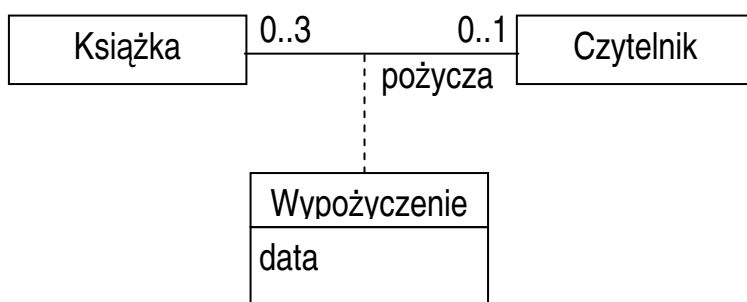 Książka
0..3
0..1
Czytelnik
pożycza
Wypożyczenie
data